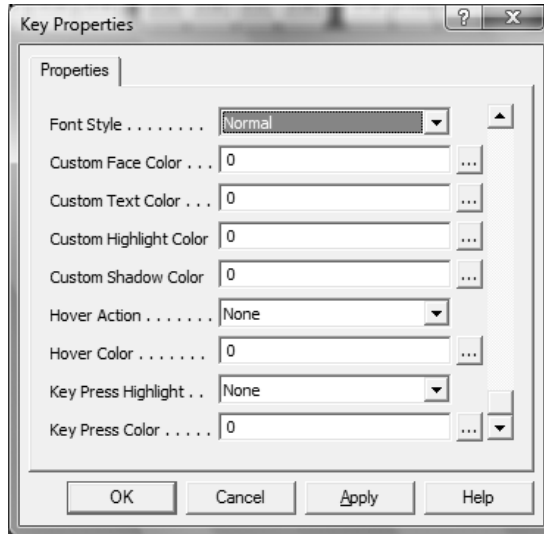 Key Properties ? X
Properties
Font Style . . . . . . . . Normal
Custom Face Color . . . 0 ...
Custom Text Color . . . 0 ...
Custom Highlight Color 0 ...
Custom Shadow Color 0 ...
Hover Action . . . . . . . None
Hover Color . . . . . . . 0 ...
Key Press Highlight . . None
Key Press Color . . . . . 0 ...
OK Cancel Apply Help